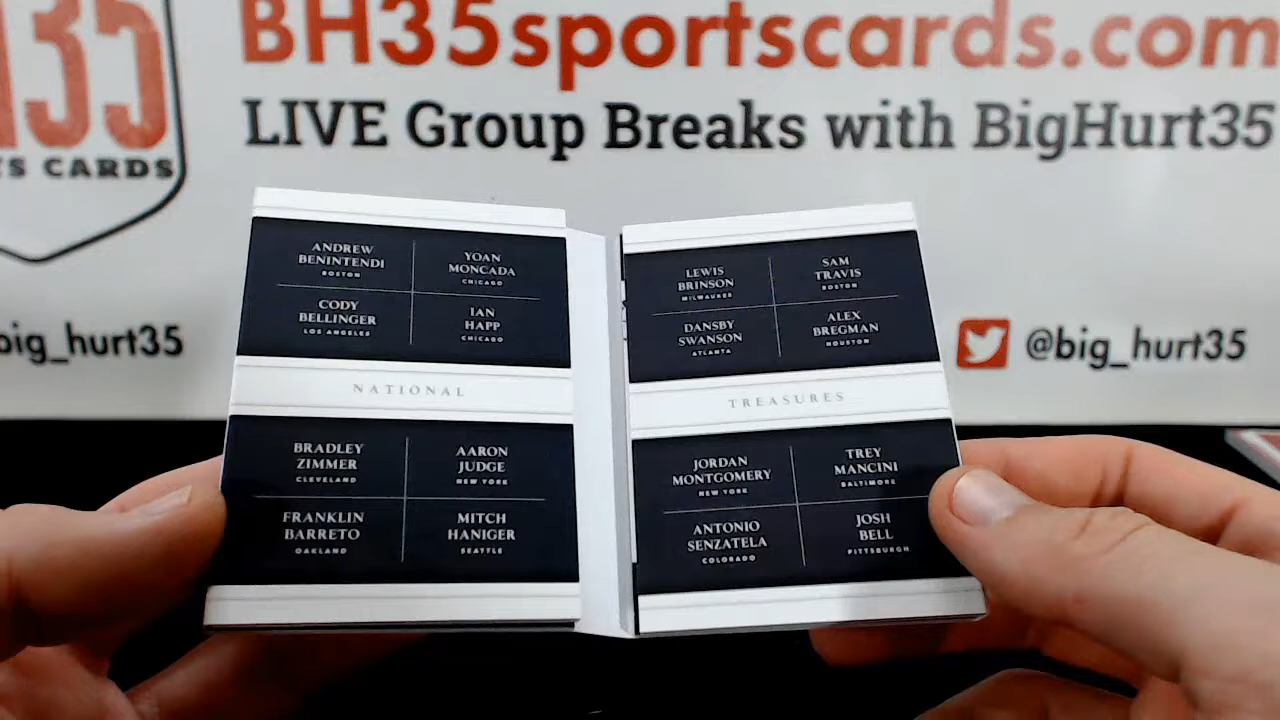 135
S CARDS
BH35sportscards.com
LIVE Group Breaks with BigHurt35
big_hurt35
@big_hurt35
ANDREW
BENINTENDI
BOSTON
YOAN
MONCADA
CHICAGO
CODY
BELLINGER
LOS ANGELES
IAN
HAPP
CHICAGO
NATIONAL
BRADLEY
ZIMMER
CLEVELAND
AARON
JUDGE
NEW YORK
FRANKLIN
BARRETO
OAKLAND
MITCH
HANIGER
SEATTLE
LEWIS
BRINSON
MILWAUKEE
SAM
TRAVIS
BOSTON
DANSBY
SWANSON
ATLANTA
ALEX
BREGMAN
HOUSTON
TREASURES
JORDAN
MONTGOMERY
NEW YORK
TREY
MANCINI
BALTIMORE
ANTONIO
SENZATELA
COLORADO
JOSH
BELL
PITTSBURGH